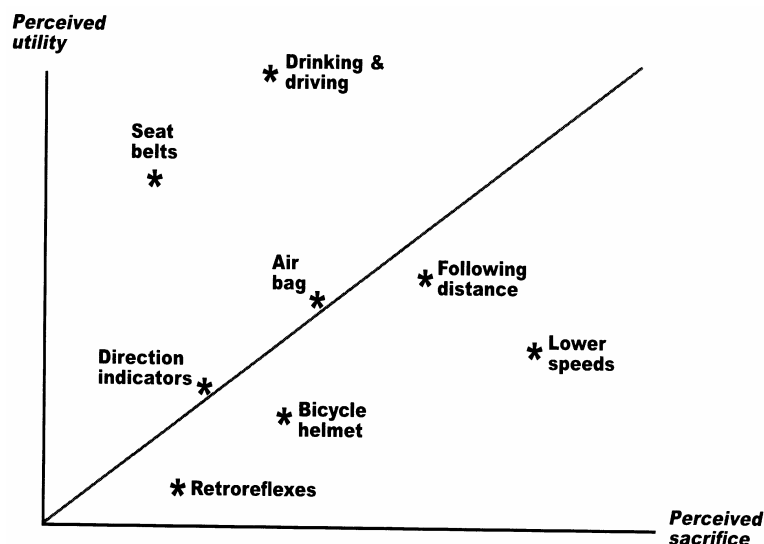 Perceived
utility
Drinking &
driving
Seat
belts
Air
bag
Following
distance
Lower
speeds
Direction
indicators
Bicycle
helmet
Retroreflexes
Perceived
sacrifice